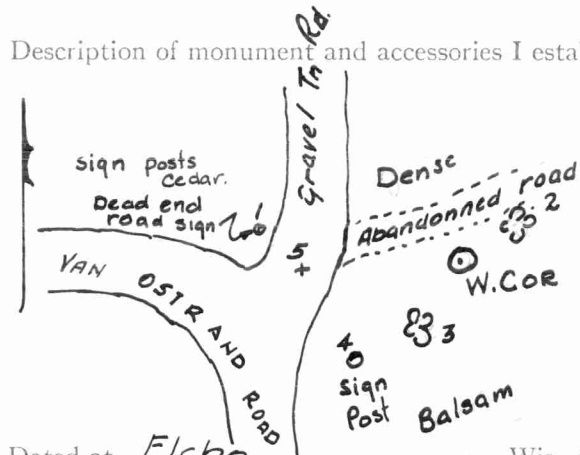 Description of monument and accessories I esta
Gravel Tn Rd.
sign posts
cedar.
Dead end
road sign
1
Dense
Abandonned road
2
5
W.COR
VAN OSTRAND ROAD
3
4
Sign
Post
Balsam
Dated at Elcho Wis